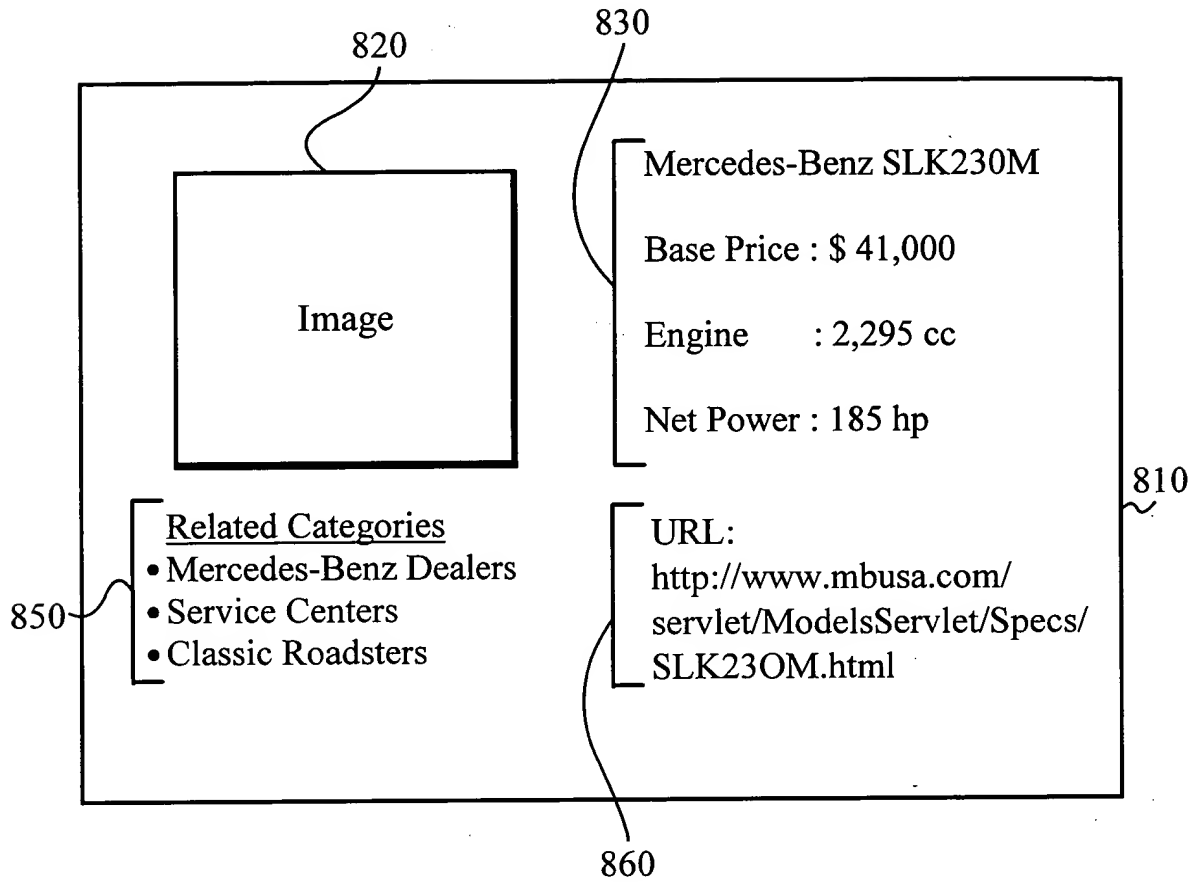 820
830
Image
Mercedes-Benz SLK230M
Base Price : $ 41,000
Engine : 2,295 cc
Net Power : 185 hp
810
850
Related Categories
• Mercedes-Benz Dealers
• Service Centers
• Classic Roadsters
URL:
http://www.mbusa.com/
servlet/ModelsServlet/Specs/
SLK23OM.html
860